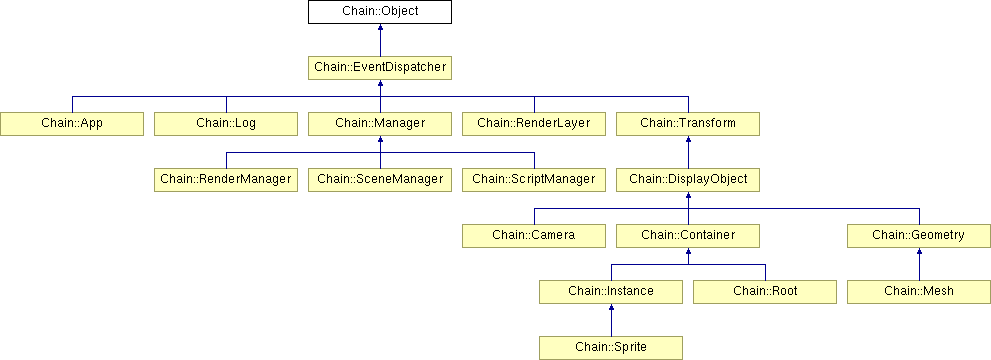 Chain::Object
Chain::EventDispatcher
Chain::App
Chain::Log
Chain::Manager
Chain::RenderLayer
Chain::Transform
Chain::RenderManager
Chain::SceneManager
Chain::ScriptManager
Chain::DisplayObject
Chain::Camera
Chain::Container
Chain::Geometry
Chain::Instance
Chain::Root
Chain::Mesh
Chain::Sprite